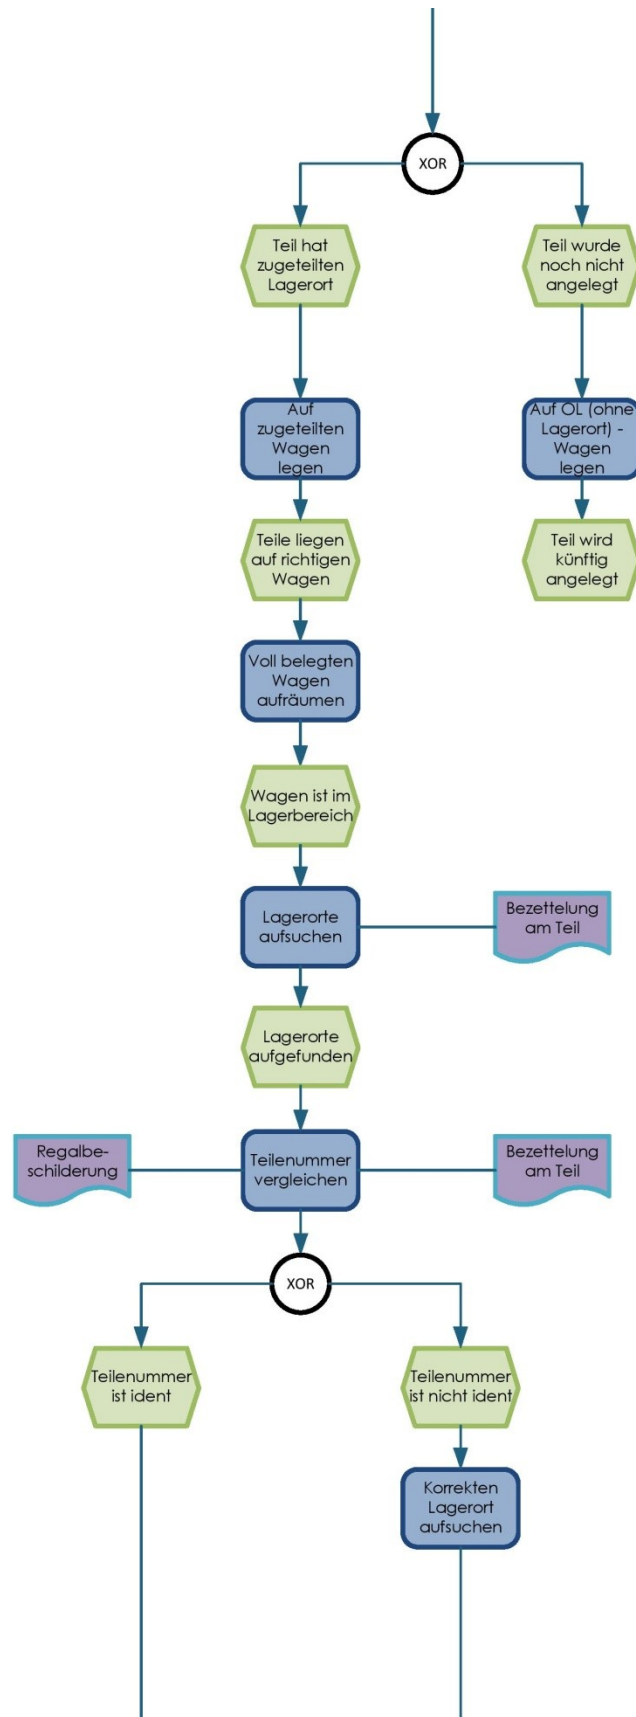 XOR
Teil hat
zugeteilten
Lagerort
Teil wurde
noch nicht
angelegt
Auf
zugeteilten
Wagen
legen
Auf OL (ohne
Lagerort) -
Wagen
legen
Teile liegen
auf richtigen
Wagen
Teil wird
künftig
angelegt
Voll belegten
Wagen
aufräumen
Wagen ist im
Lagerbereich
Lagerorte
aufsuchen
Bezettelung
am Teil
Lagerorte
aufgefunden
Regalbe-
schilderung
Teilenummer
vergleichen
Bezettelung
am Teil
XOR
Teilenummer
ist ident
Teilenummer
ist nicht ident
Korrekten
Lagerort
aufsuchen